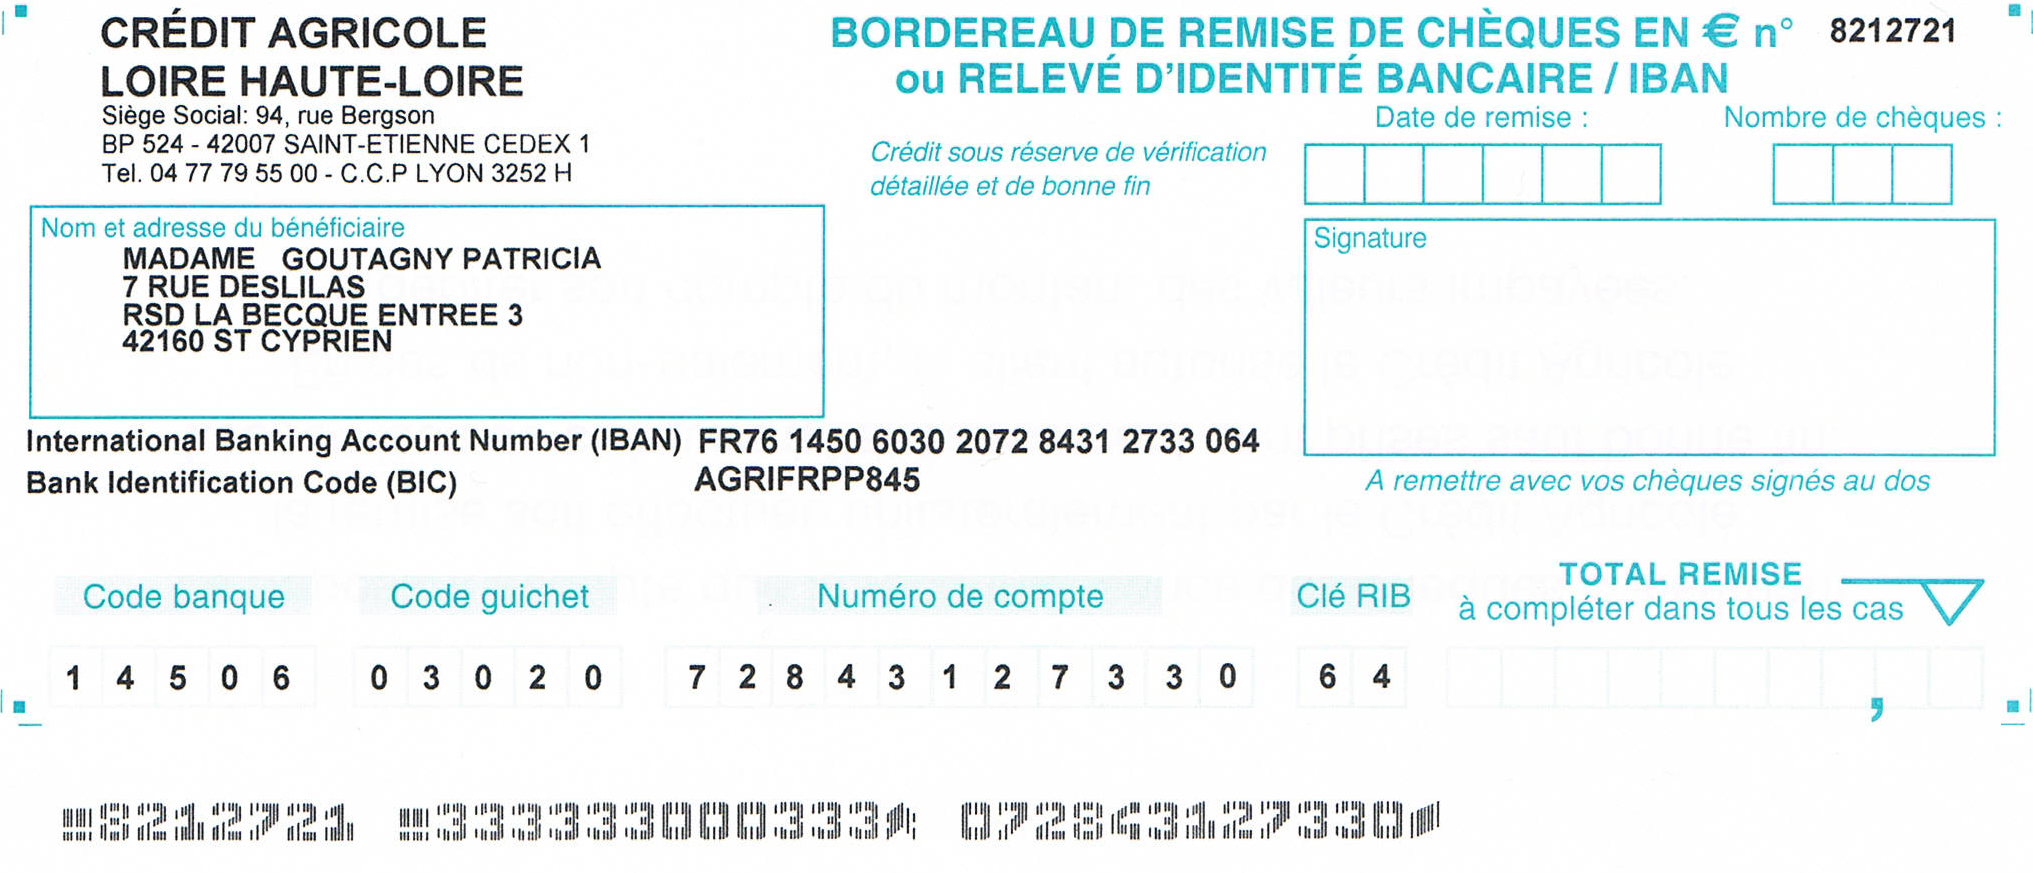 CRÉDIT AGRICOLE
LOIRE HAUTE-LOIRE
Siège Social: 94, rue Bergson
BP 524 - 42007 SAINT-ETIENNE CEDEX 1
Tel. 04 77 79 55 00 - C.C.P LYON 3252 H
BORDEREAU DE REMISE DE CHÈQUES EN € n° 8212721
ou RELEVÉ D'IDENTITÉ BANCAIRE / IBAN
Crédit sous réserve de vérification
détaillée et de bonne fin
Date de remise :
Nombre de chèques :
Nom et adresse du bénéficiaire
MADAME GOUTAGNY PATRICIA
7 RUE DESLILAS
RSD LA BECQUE ENTREE 3
42160 ST CYPRIEN
Signature
International Banking Account Number (IBAN) FR76 1450 6030 2072 8431 2733 064
Bank Identification Code (BIC) AGRIFRPP845
A remettre avec vos chèques signés au dos
Code banque Code guichet Numéro de compte Clé RIB
TOTAL REMISE
à compléter dans tous les cas
1 4 5 0 6 0 3 0 2 0 7 2 8 4 3 1 2 7 3 3 0 6 4 ,
8212721 333333000333 072843127330